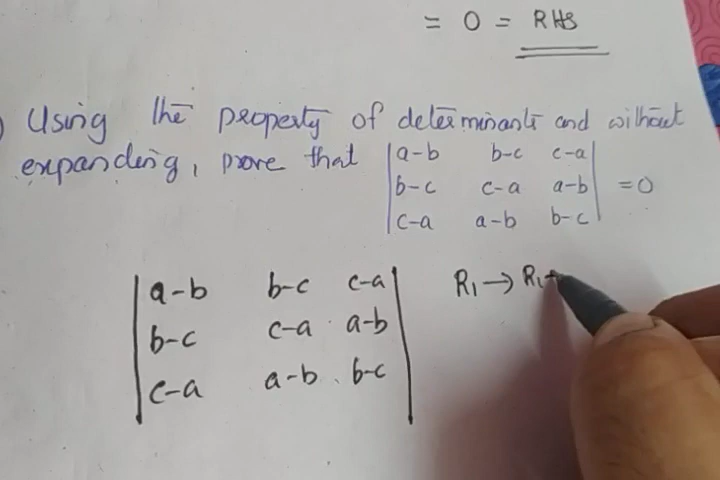 = 0 = RHS
) Using the property of determinants and without
expanding, prove that |a-b b-c c-a|
|b-c c-a a-b| = 0
|c-a a-b b-c|
|a-b b-c c-a| R₁ → R₁+
|b-c c-a a-b|
|c-a a-b b-c|